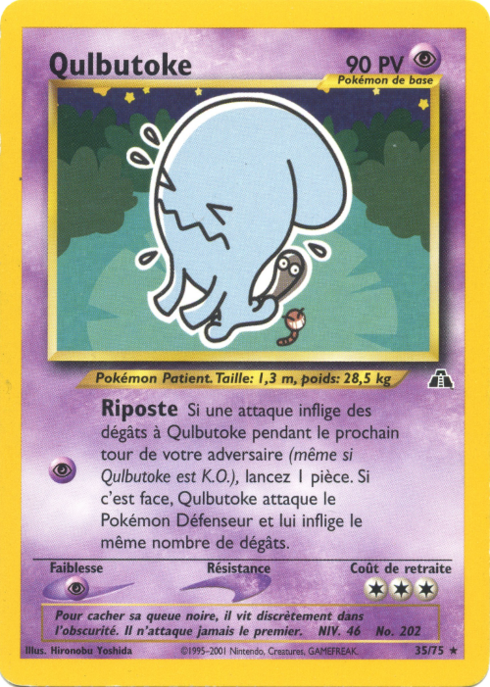 Qulbutoke
90 PV
Pokémon de base
Pokémon Patient. Taille: 1,3 m, poids: 28,5 kg
Riposte Si une attaque inflige des
dégâts à Qulbutoke pendant le prochain
tour de votre adversaire (même si
Qulbutoke est K.O.), lancez 1 pièce. Si
c'est face, Qulbutoke attaque le
Pokémon Défenseur et lui inflige le
même nombre de dégâts.
Faiblesse Résistance Coût de retraite
Pour cacher sa queue noire, il vit discrètement dans
l'obscurité. Il n'attaque jamais le premier. NIV. 46 No. 202
Illus. Hironobu Yoshida ©1995-2001 Nintendo, Creatures, GAMEFREAK. 35/75 ★